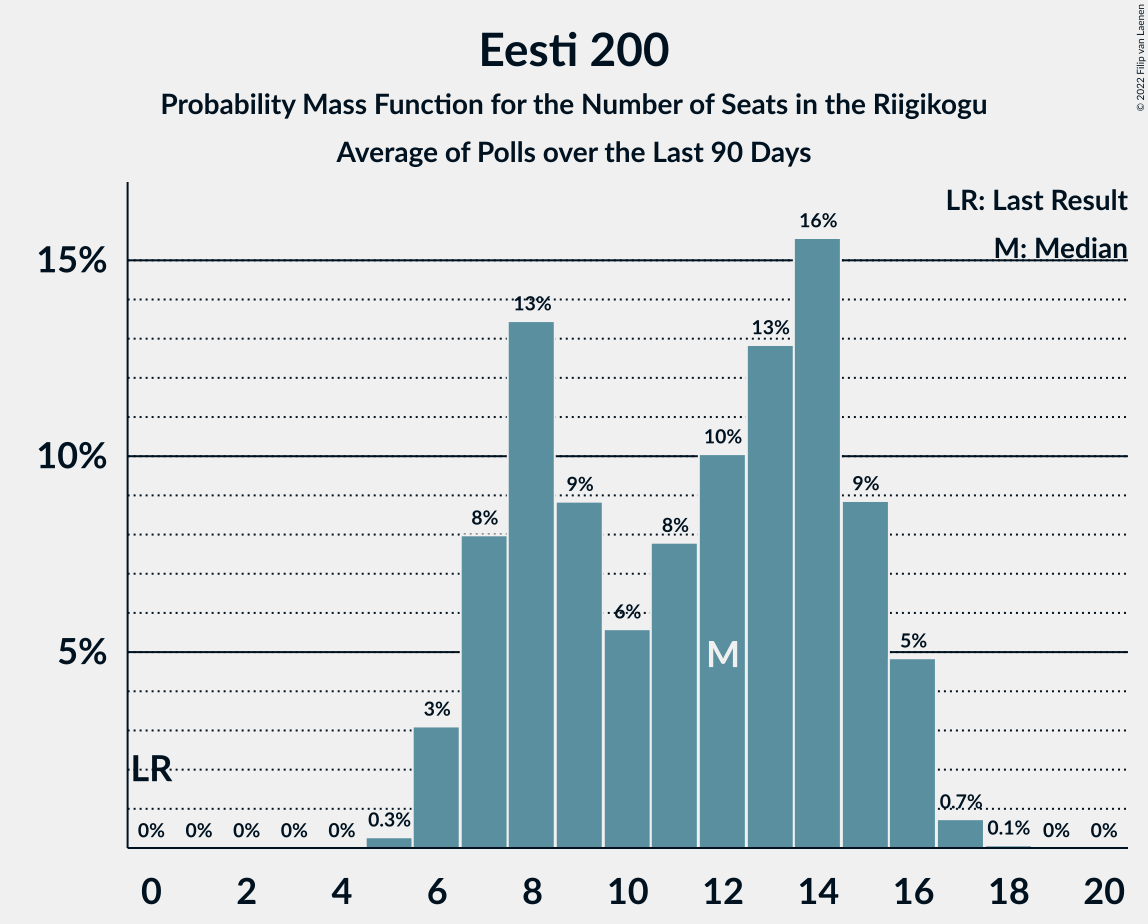 Eesti 200
Probability Mass Function for the Number of Seats in the Riigikogu
Average of Polls over the Last 90 Days
© 2022 Filip van Laenen
LR: Last Result
M: Median
15%
10%
5%
LR
M
0%
0%
0%
0%
0%
0.3%
3%
8%
13%
9%
6%
8%
10%
13%
16%
9%
5%
0.7%
0.1%
0%
0%
0 2 4 6 8 10 12 14 16 18 20